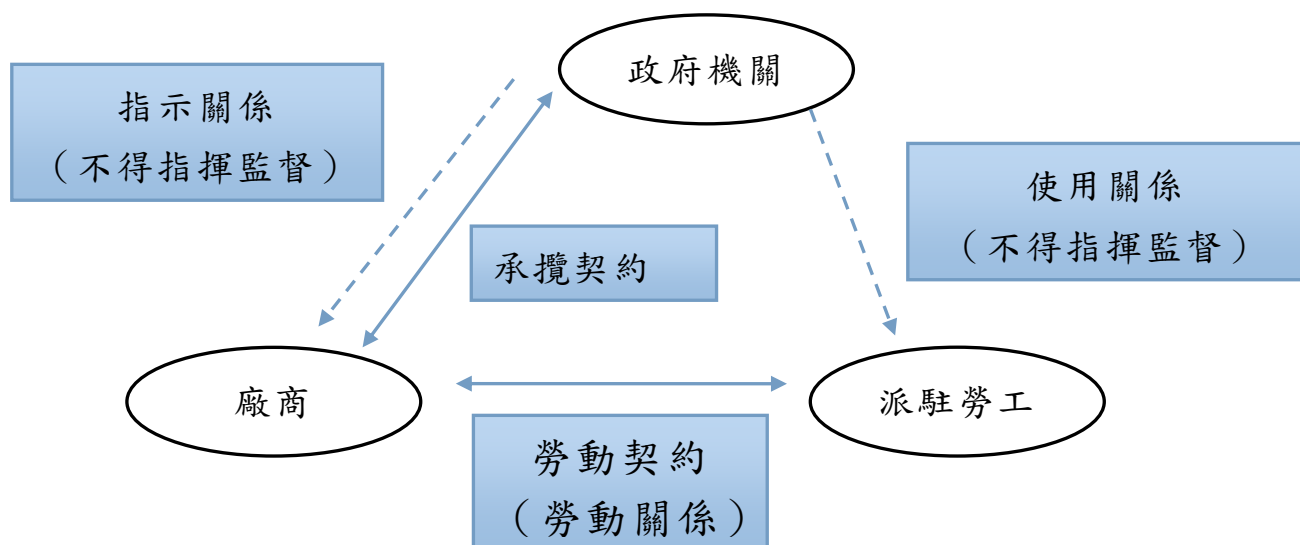 政府機關
指示關係
（不得指揮監督）
使用關係
（不得指揮監督）
承攬契約
廠商
派駐勞工
勞動契約
（勞動關係）